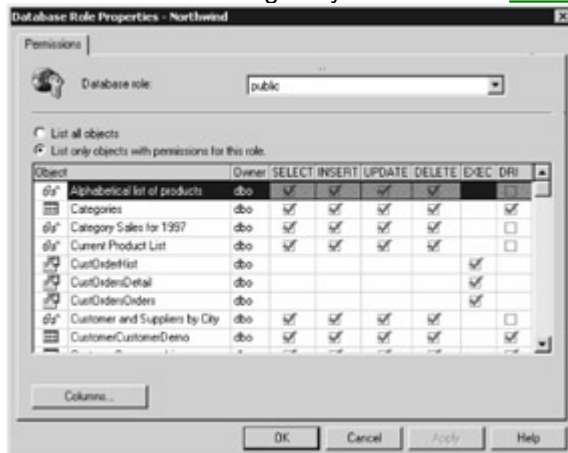 Database Role Properties - Northwind
Permissions
Database role:
public
List all objects
List only objects with permissions for this role.
Object Owner SELECT INSERT UPDATE DELETE EXEC DRI
Alphabetical list of products dbo
Categories dbo
Category Sales for 1997 dbo
Current Product List dbo
CustOrderHist dbo
CustOrdersDetail dbo
CustOrdersOrders dbo
Customer and Suppliers by City dbo
CustomerCustomerDemo dbo
Columns...
OK Cancel Apply Help